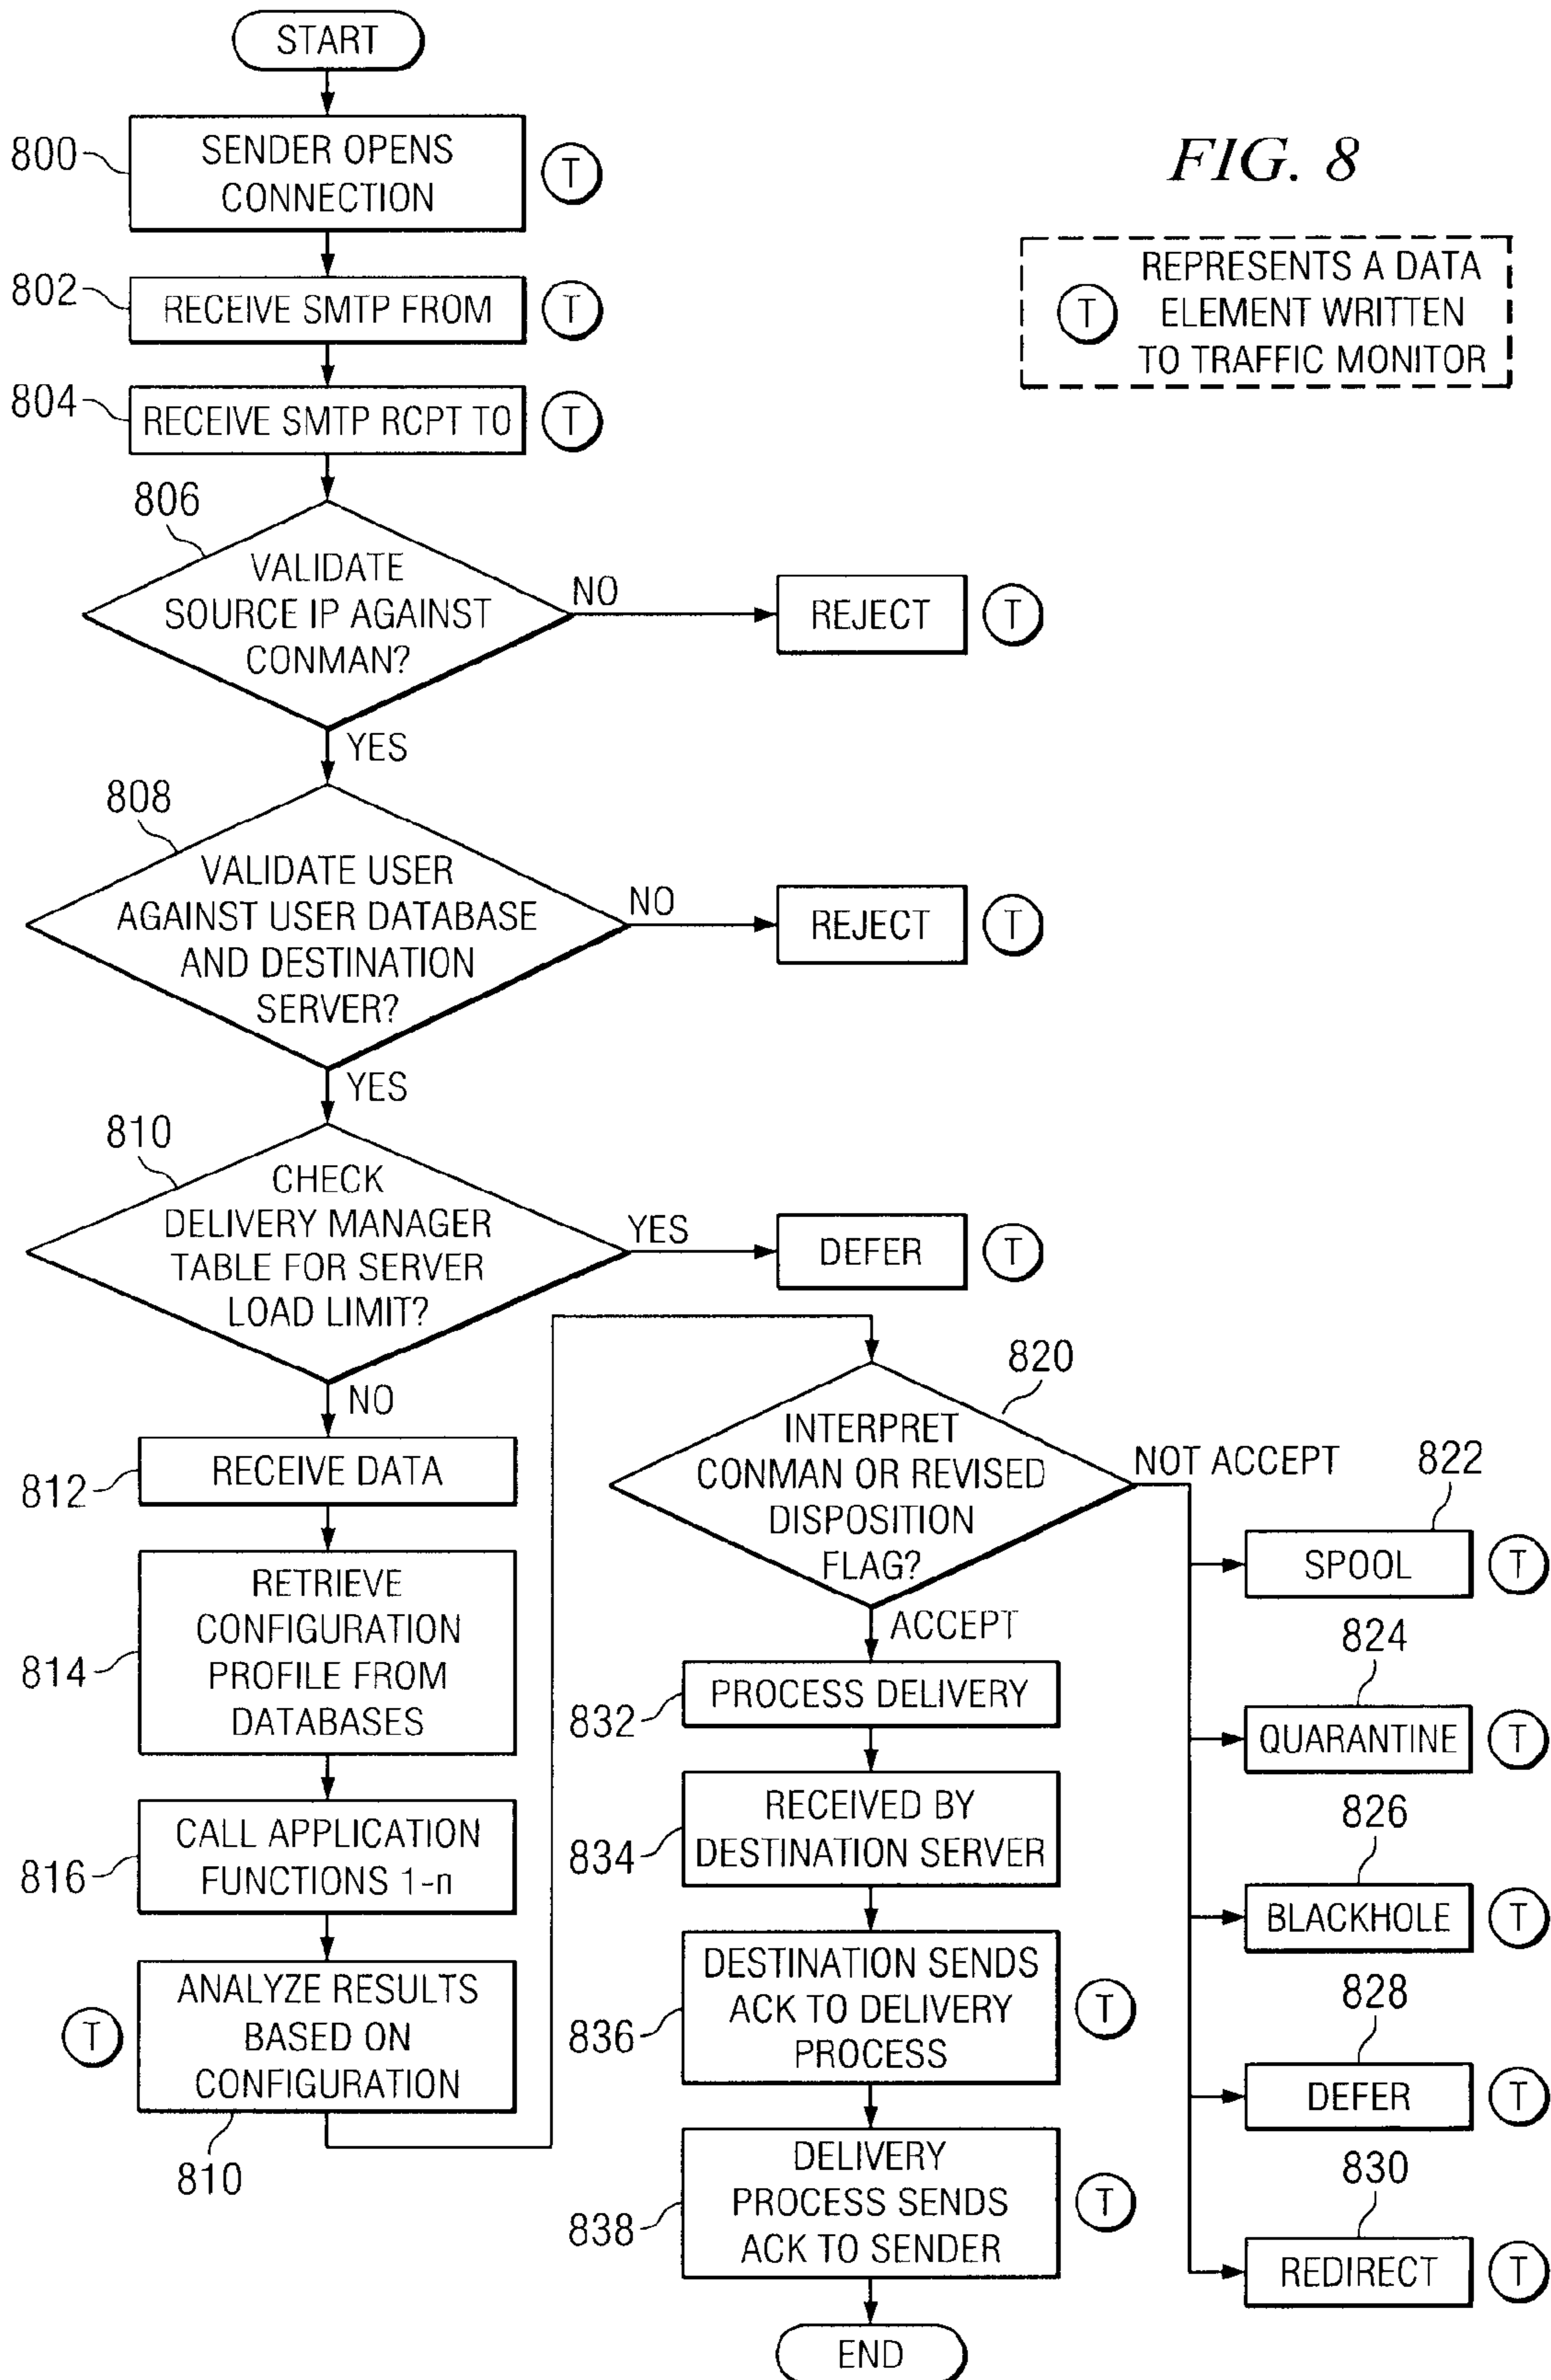 START
800
SENDER OPENS
CONNECTION
T
FIG. 8
T
REPRESENTS A DATA
ELEMENT WRITTEN
TO TRAFFIC MONITOR
802
RECEIVE SMTP FROM
T
804
RECEIVE SMTP RCPT TO
T
806
VALIDATE
SOURCE IP AGAINST
CONMAN?
NO
REJECT
T
YES
808
VALIDATE USER
AGAINST USER DATABASE
AND DESTINATION
SERVER?
NO
REJECT
T
YES
810
CHECK
DELIVERY MANAGER
TABLE FOR SERVER
LOAD LIMIT?
YES
DEFER
T
NO
812
RECEIVE DATA
814
RETRIEVE
CONFIGURATION
PROFILE FROM
DATABASES
816
CALL APPLICATION
FUNCTIONS 1-n
T
ANALYZE RESULTS
BASED ON
CONFIGURATION
810
820
INTERPRET
CONMAN OR REVISED
DISPOSITION
FLAG?
NOT ACCEPT
822
SPOOL
T
824
QUARANTINE
T
826
BLACKHOLE
T
828
DEFER
T
830
REDIRECT
T
ACCEPT
832
PROCESS DELIVERY
834
RECEIVED BY
DESTINATION SERVER
836
DESTINATION SENDS
ACK TO DELIVERY
PROCESS
T
838
DELIVERY
PROCESS SENDS
ACK TO SENDER
T
END